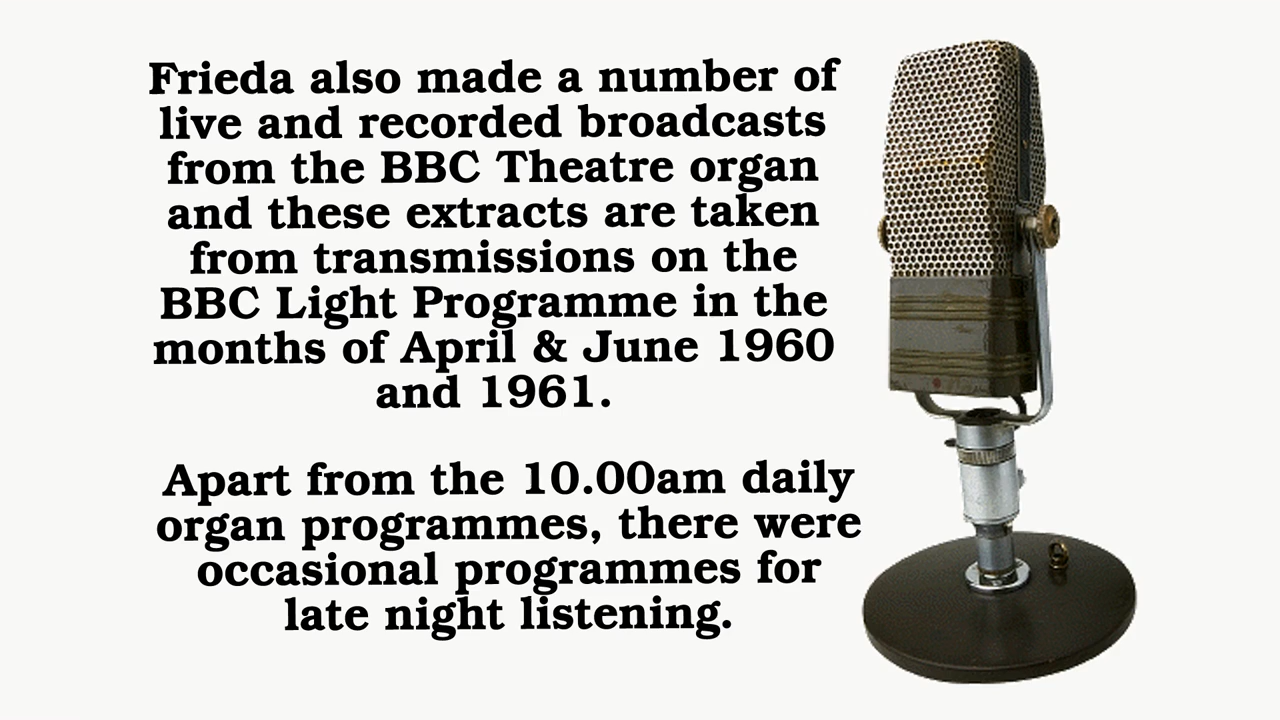 Frieda also made a number of
live and recorded broadcasts
from the BBC Theatre organ
and these extracts are taken
from transmissions on the
BBC Light Programme in the
months of April & June 1960
and 1961.
Apart from the 10.00am daily
organ programmes, there were
occasional programmes for
late night listening.